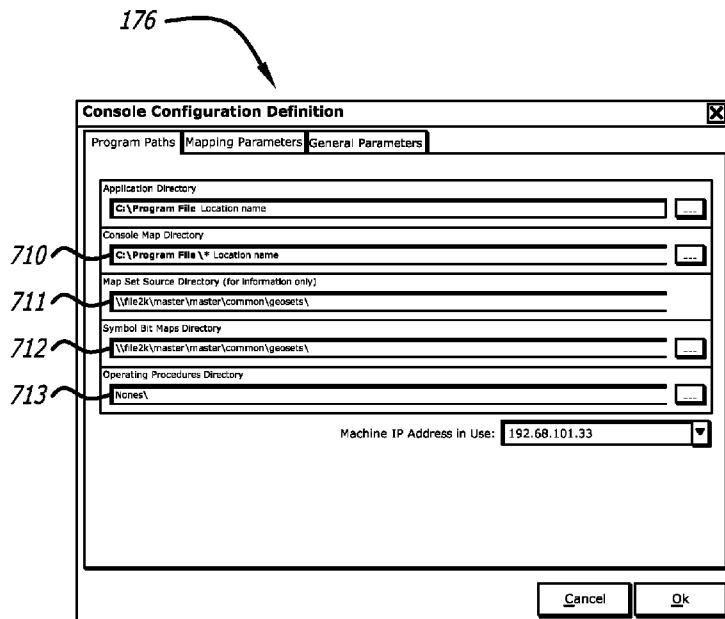 176
Console Configuration Definition
Program Paths Mapping Parameters General Parameters
Application Directory
C:\Program File Location name
...
Console Map Directory
710 C:\Program File \* Location name
...
Map Set Source Directory (for information only)
711 \\file2k\master\master\common\geosets\
Symbol Bit Maps Directory
712 \\file2k\master\master\common\geosets\
...
Operating Procedures Directory
713 Nones\
...
Machine IP Address in Use: 192.68.101.33
Cancel Ok